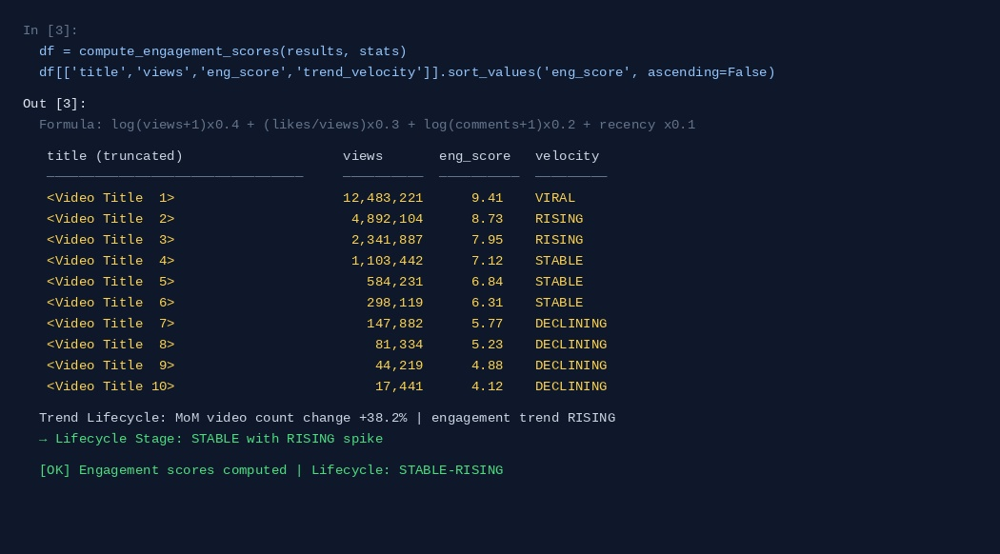 In [3]:
df = compute_engagement_scores(results, stats)
df[['title','views','eng_score','trend_velocity']].sort_values('eng_score', ascending=False)
Out [3]:
Formula: log(views+1)x0.4 + (likes/views)x0.3 + log(comments+1)x0.2 + recency x0.1
title (truncated) views eng_score velocity
<Video Title  1> 12,483,221 9.41 VIRAL
<Video Title  2> 4,892,104 8.73 RISING
<Video Title  3> 2,341,887 7.95 RISING
<Video Title  4> 1,103,442 7.12 STABLE
<Video Title  5> 584,231 6.84 STABLE
<Video Title  6> 298,119 6.31 STABLE
<Video Title  7> 147,882 5.77 DECLINING
<Video Title  8> 81,334 5.23 DECLINING
<Video Title  9> 44,219 4.88 DECLINING
<Video Title 10> 17,441 4.12 DECLINING
Trend Lifecycle: MoM video count change +38.2% | engagement trend RISING
→ Lifecycle Stage: STABLE with RISING spike
[OK] Engagement scores computed | Lifecycle: STABLE-RISING